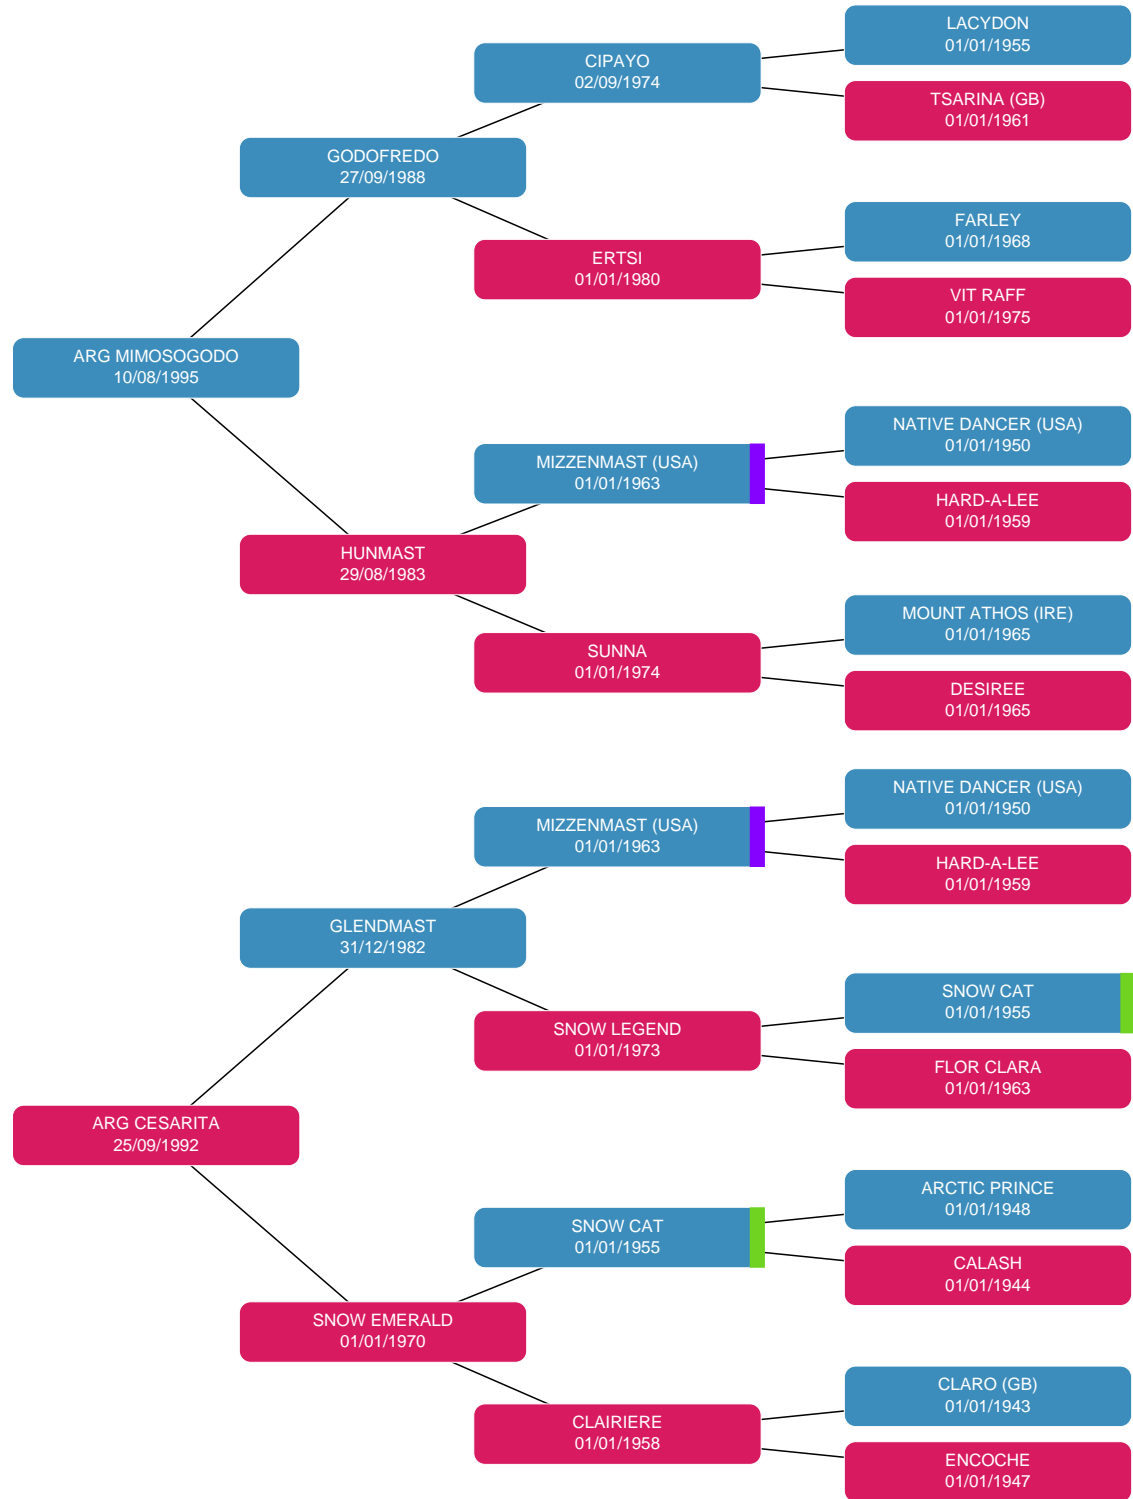 LACYDON
01/01/1955
CIPAYO
02/09/1974
TSARINA (GB)
01/01/1961
GODOFREDO
27/09/1988
FARLEY
01/01/1968
ERTSI
01/01/1980
VIT RAFF
01/01/1975
ARG MIMOSOGODO
10/08/1995
NATIVE DANCER (USA)
01/01/1950
MIZZENMAST (USA)
01/01/1963
HARD-A-LEE
01/01/1959
HUNMAST
29/08/1983
MOUNT ATHOS (IRE)
01/01/1965
SUNNA
01/01/1974
DESIREE
01/01/1965
NATIVE DANCER (USA)
01/01/1950
MIZZENMAST (USA)
01/01/1963
HARD-A-LEE
01/01/1959
GLENDMAST
31/12/1982
SNOW CAT
01/01/1955
SNOW LEGEND
01/01/1973
FLOR CLARA
01/01/1963
ARG CESARITA
25/09/1992
ARCTIC PRINCE
01/01/1948
SNOW CAT
01/01/1955
CALASH
01/01/1944
SNOW EMERALD
01/01/1970
CLARO (GB)
01/01/1943
CLAIRIERE
01/01/1958
ENCOCHE
01/01/1947